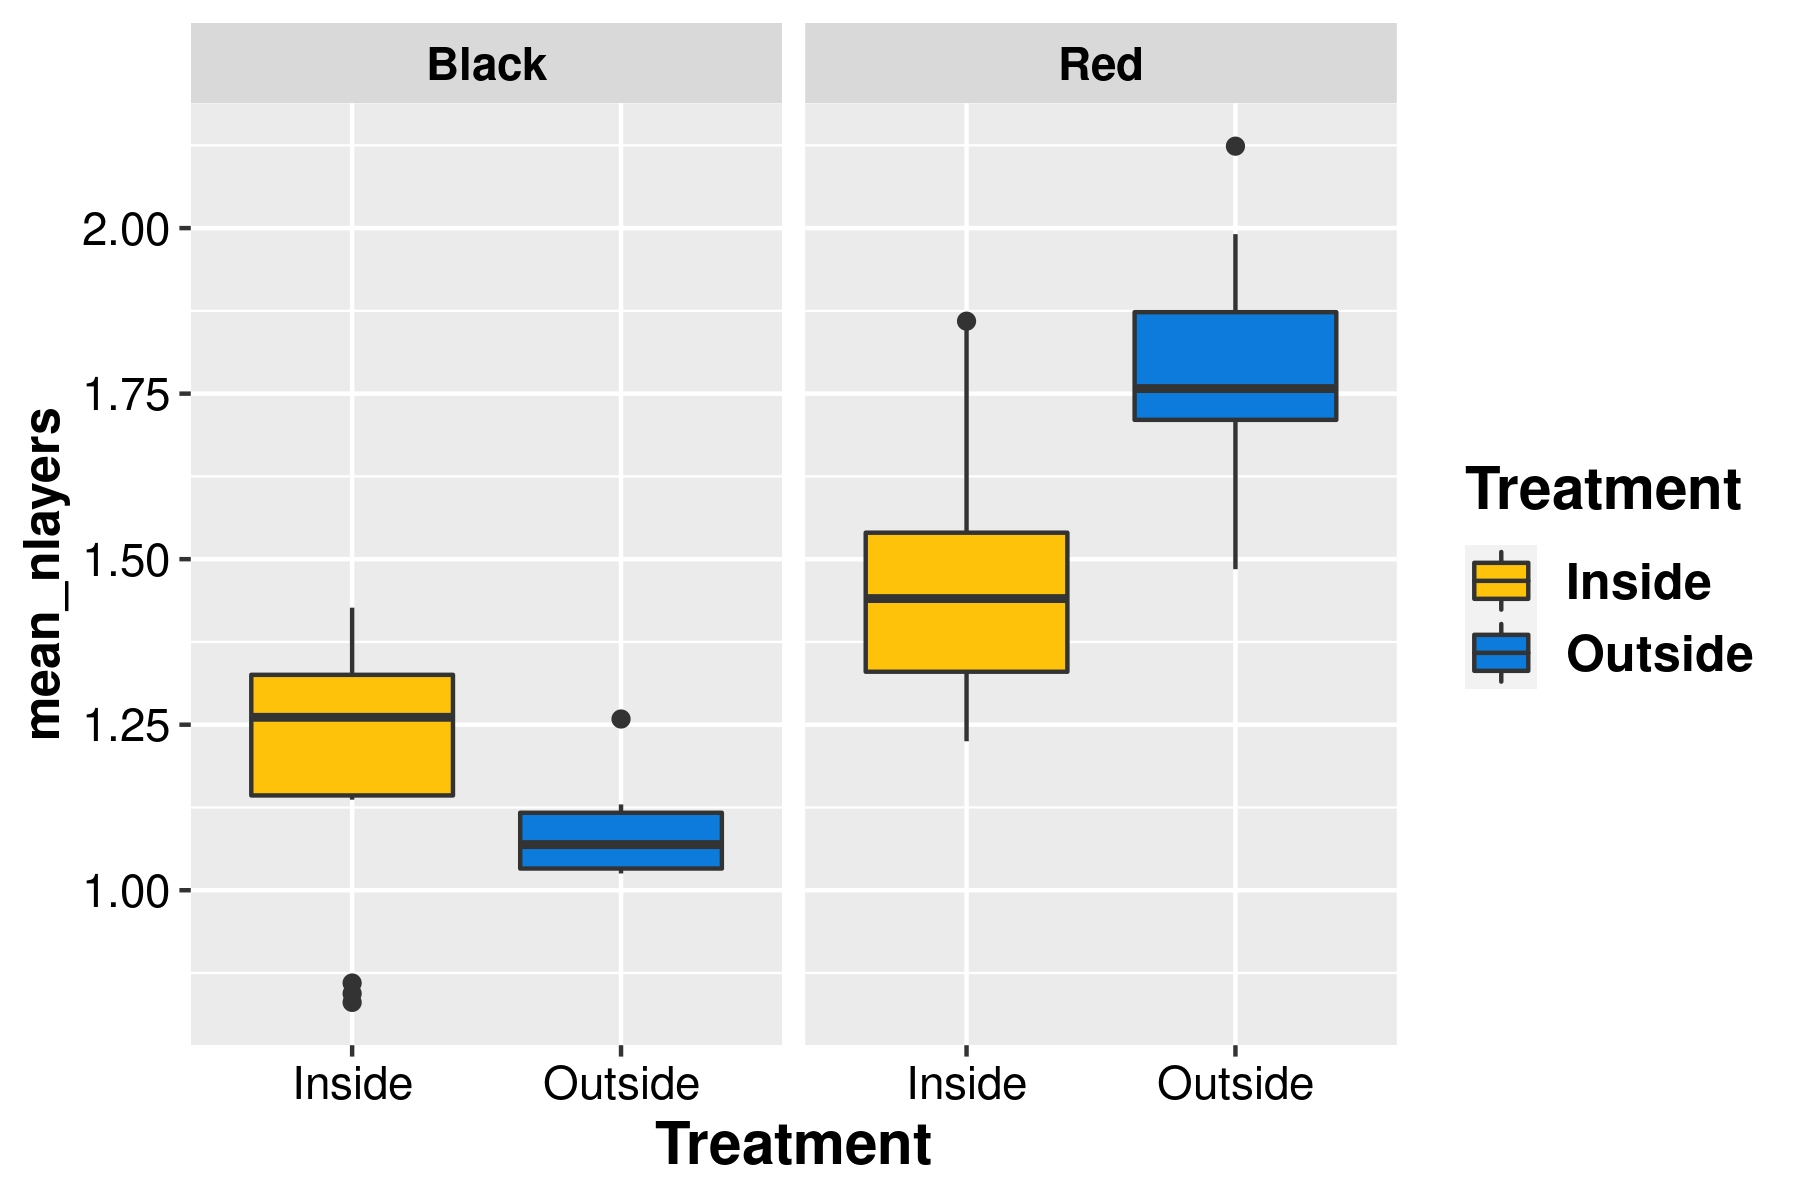 Black
Red
mean_nlayers
2.00
1.75
1.50
1.25
1.00
Inside
Outside
Inside
Outside
Treatment
Treatment
Inside
Outside